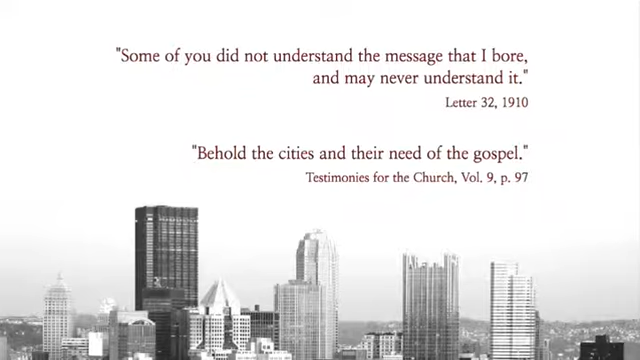 "Some of you did not understand the message that I bore,
and may never understand it."
Letter 32, 1910
"Behold the cities and their need of the gospel."
Testimonies for the Church, Vol. 9, p. 97